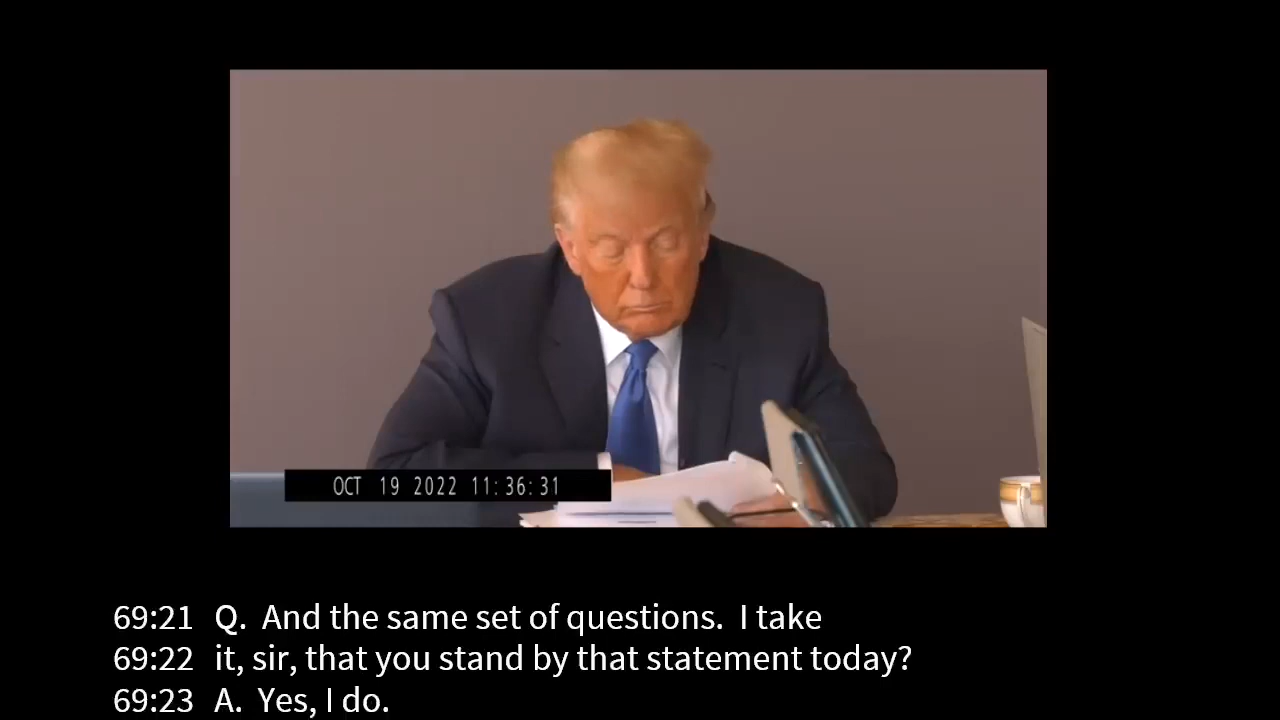 OCT 19 2022 11:36:31
69:21 Q. And the same set of questions. I take
69:22 it, sir, that you stand by that statement today?
69:23 A. Yes, I do.